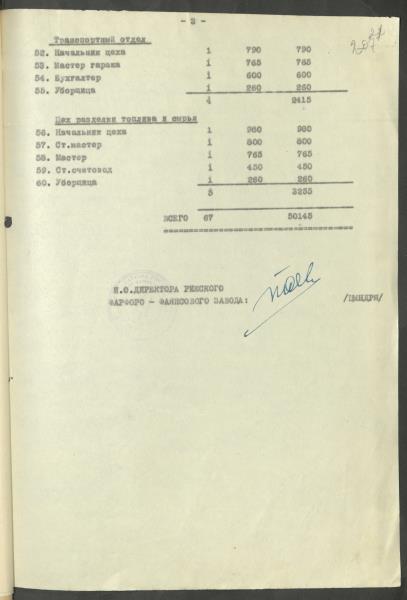 - 3 -
Транспортный отдел
52. Начальник цеха 1 790 790
53. Мастер гаража 1 765 765
54. Бухгалтер 1 600 600
55. Уборщица 1 260 260
4 2415
Цех разделки топлива и сырья
56. Начальник цеха 1 980 980
57. Ст.мастер 1 800 800
58. Мастер 1 765 765
59. Ст.счетовод 1 450 450
60. Уборщица 1 260 260
5 3255
ВСЕГО 67 50145
И.О.ДИРЕКТОРА РИЖСКОГО
ФАРФОРО - ФАЯНСОВОГО ЗАВОДА: /ЦИНДРЯ/